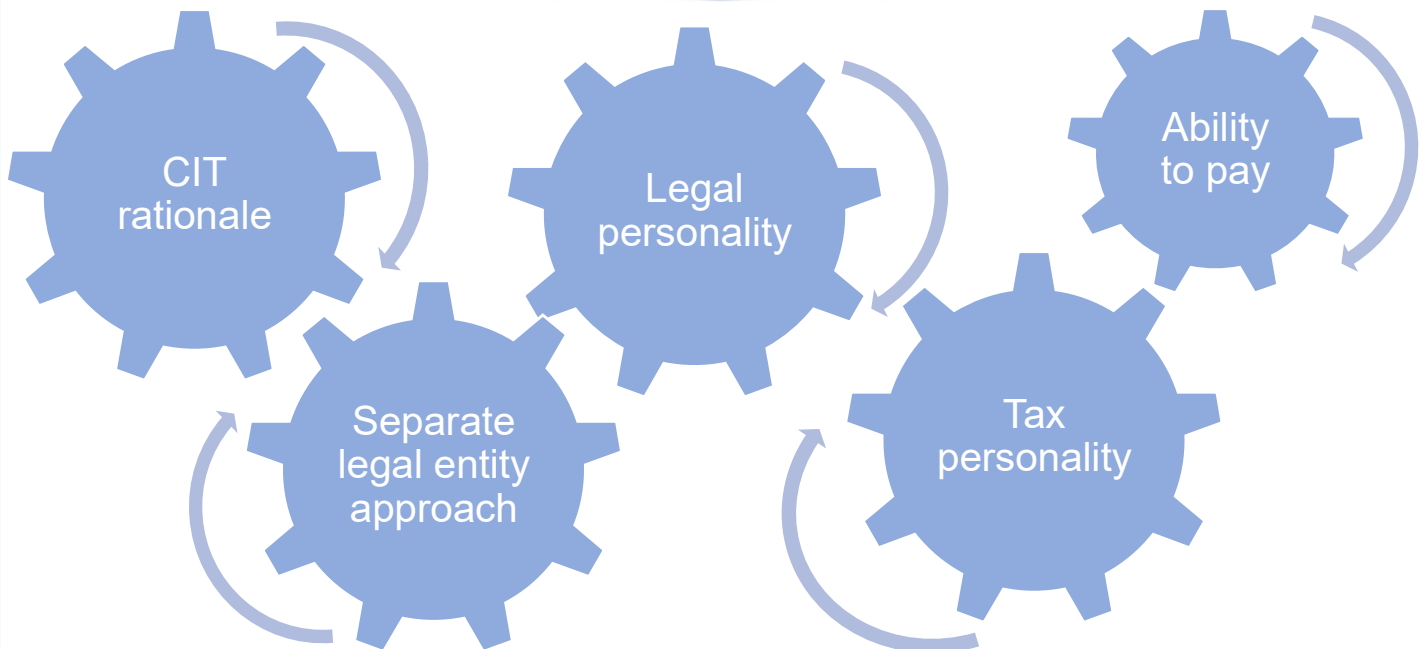 CIT
rationale
Separate
legal entity
approach
Legal
personality
Tax
personality
Ability
to pay